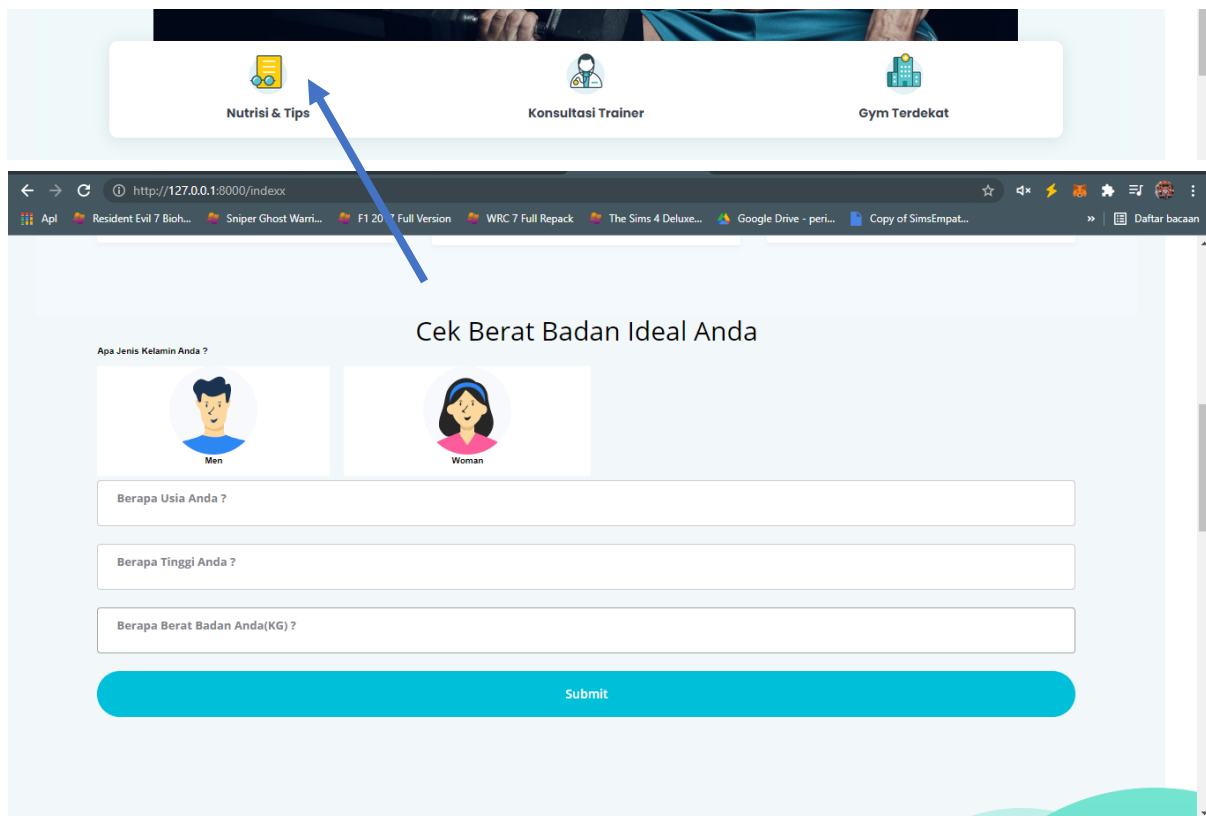 Nutrisi & Tips Konsultasi Trainer Gym Terdekat
http://127.0.0.1:8000/indexx
Apl Resident Evil 7 Bioh... Sniper Ghost Warri... F1 20 7 Full Version WRC 7 Full Repack The Sims 4 Deluxe... Google Drive - peri... Copy of SimsEmpat... » Daftar bacaan
Cek Berat Badan Ideal Anda
Apa Jenis Kelamin Anda ?
Men Woman
Berapa Usia Anda ?
Berapa Tinggi Anda ?
Berapa Berat Badan Anda(KG) ?
Submit